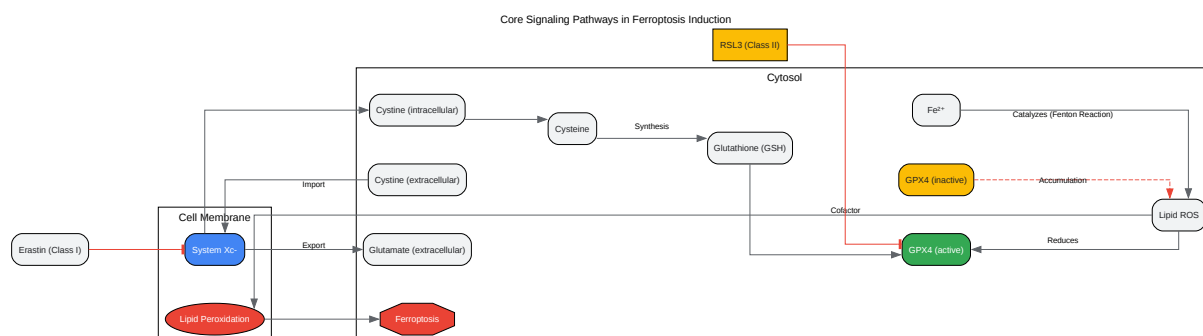 Core Signaling Pathways in Ferroptosis Induction
RSL3 (Class II)
Cytosol
Cystine (intracellular)
Fe²⁺
Catalyzes (Fenton Reaction)
Cysteine
Synthesis
Glutathione (GSH)
Cystine (extracellular)
Import
GPX4 (inactive)
Accumulation
Cell Membrane
Cofactor
Lipid ROS
Erastin (Class I)
System Xc-
Export
Glutamate (extracellular)
GPX4 (active)
Reduces
Lipid Peroxidation
Ferroptosis